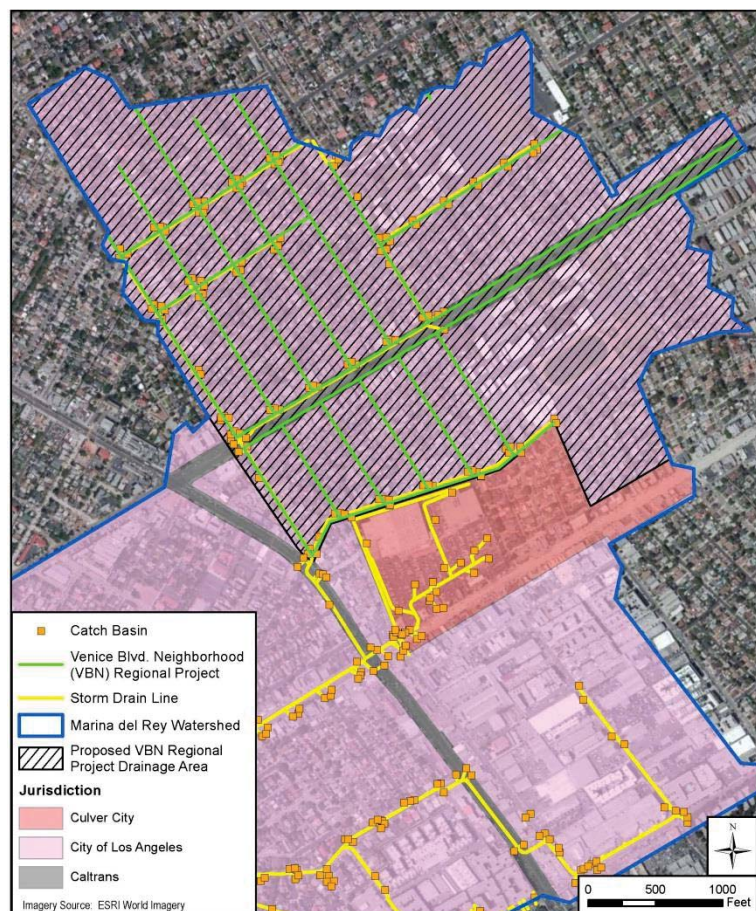 Catch Basin
Venice Blvd. Neighborhood
(VBN) Regional Project
Storm Drain Line
Marina del Rey Watershed
Proposed VBN Regional
Project Drainage Area
Jurisdiction
Culver City
City of Los Angeles
Caltrans
Imagery Source: ESRI World Imagery
N
0 500 1000
Feet